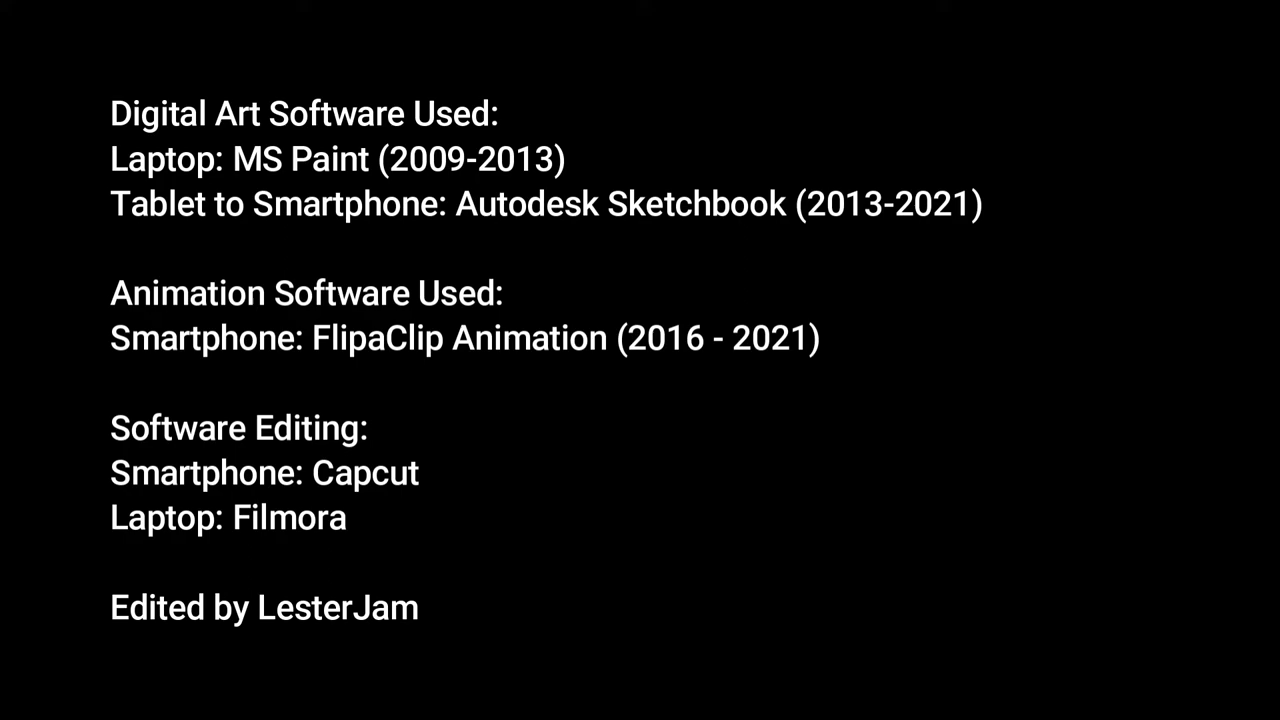 Digital Art Software Used:
Laptop: MS Paint (2009-2013)
Tablet to Smartphone: Autodesk Sketchbook (2013-2021)
Animation Software Used:
Smartphone: FlipaClip Animation (2016 - 2021)
Software Editing:
Smartphone: Capcut
Laptop: Filmora
Edited by LesterJam